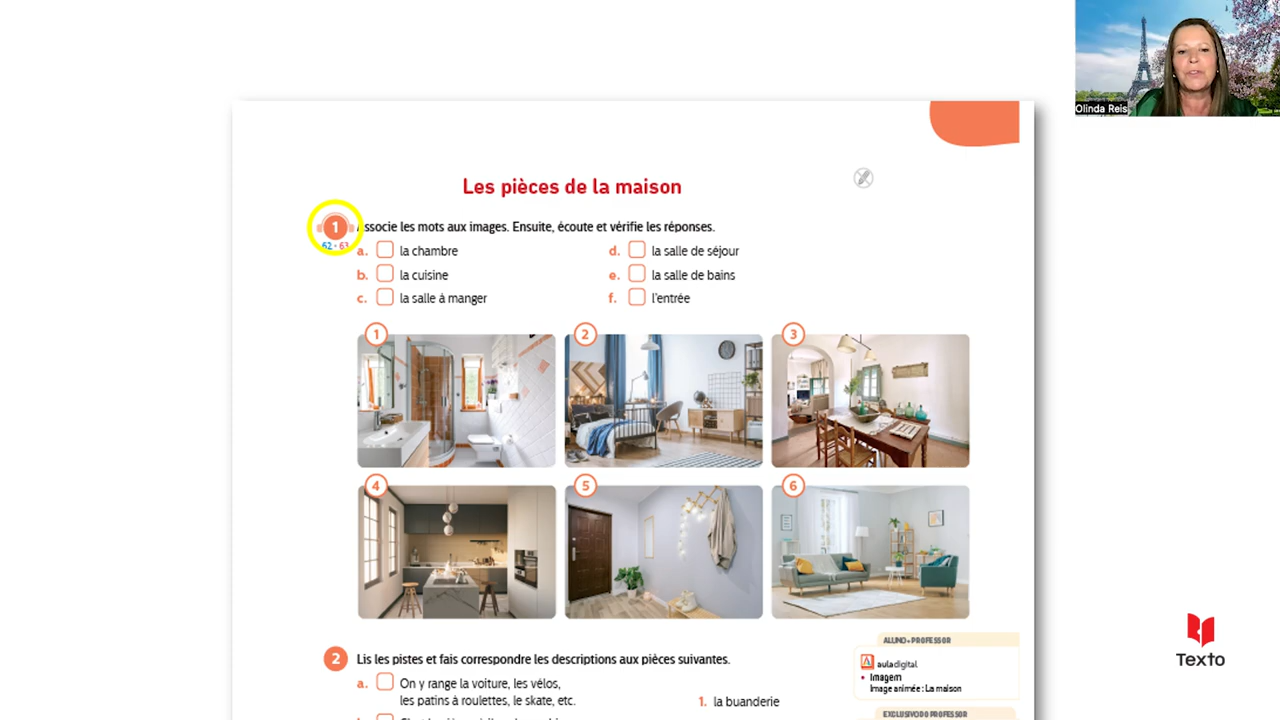 Olinda Reis
Les pièces de la maison
1 Associe les mots aux images. Ensuite, écoute et vérifie les réponses.
62 • 63
a. la chambre
b. la cuisine
c. la salle à manger
d. la salle de séjour
e. la salle de bains
f. l'entrée
1
2
3
4
5
6
2 Lis les pistes et fais correspondre les descriptions aux pièces suivantes.
a. On y range la voiture, les vélos,
les patins à roulettes, le skate, etc.
1. la buanderie
ALUNO • PROFESSOR
auladigital
• Imagem
Image animée : La maison
EXCLUSIVO DO PROFESSOR
Texto